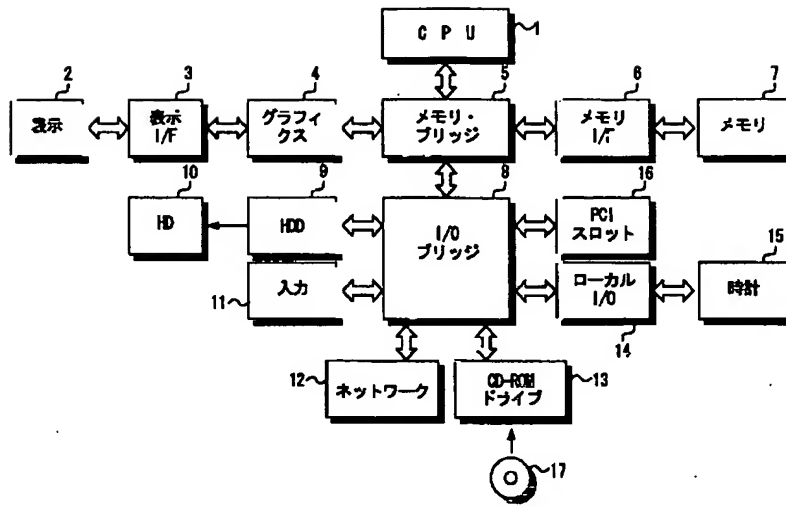 CPU
1
2
3
4
5
6
7
表示
表示
I/F
グラフィ
クス
メモリ・
ブリッジ
メモリ
I/F
メモリ
10
9
8
16
HD
HDD
I/O
ブリッジ
PCI
スロット
15
11
入力
ローカル
I/O
時計
14
12
ネットワーク
CD-ROM
ドライブ
13
17